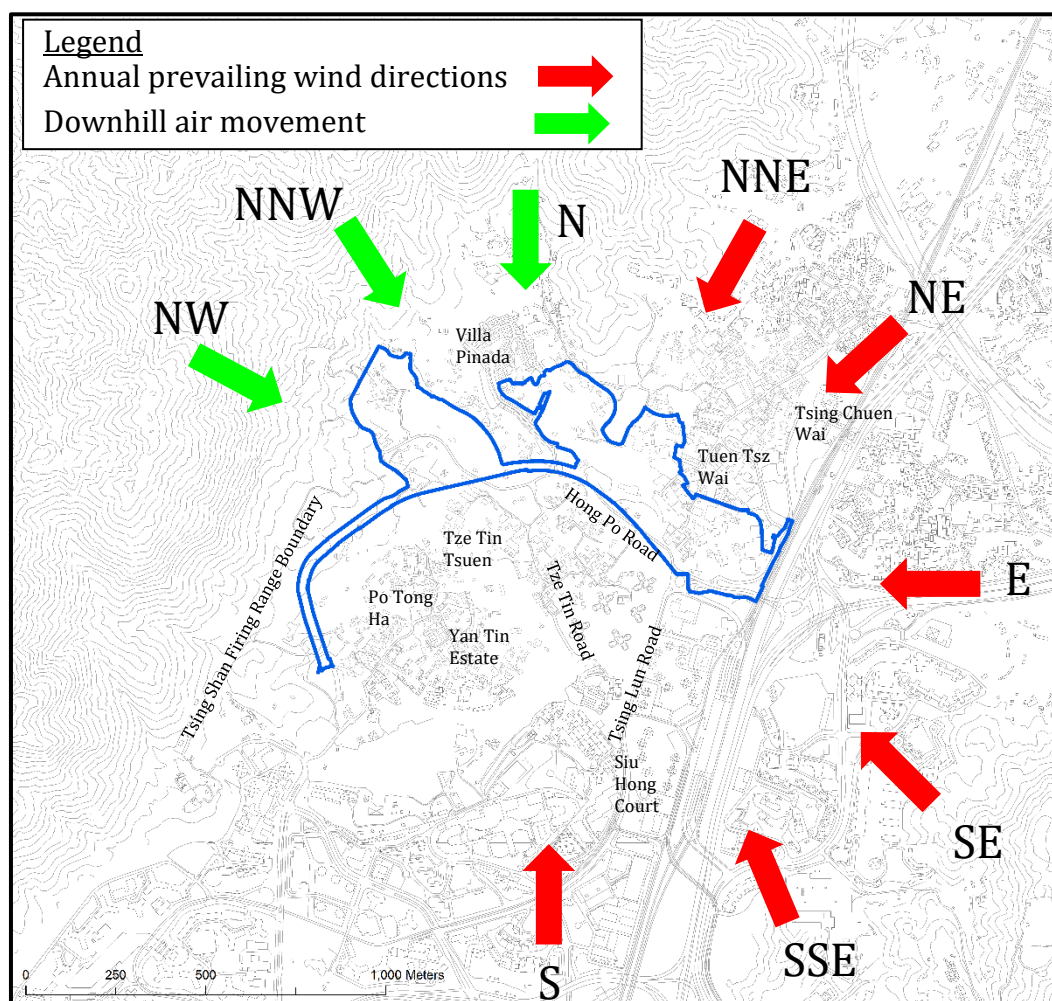 Legend
Annual prevailing wind directions
Downhill air movement
NNW
N
NNE
NW
NE
Villa
Pinada
Tsing Chuen
Wai
Tuen Tsz
Wai
Hong Po Road
Tsing Shan Firing Range Boundary
Tze Tin
Tsuen
Tze Tin Road
E
Po Tong
Ha
Yan Tin
Estate
Tsing Lun Road
Siu
Hong
Court
SE
SSE
S
0 250 500 1,000 Meters